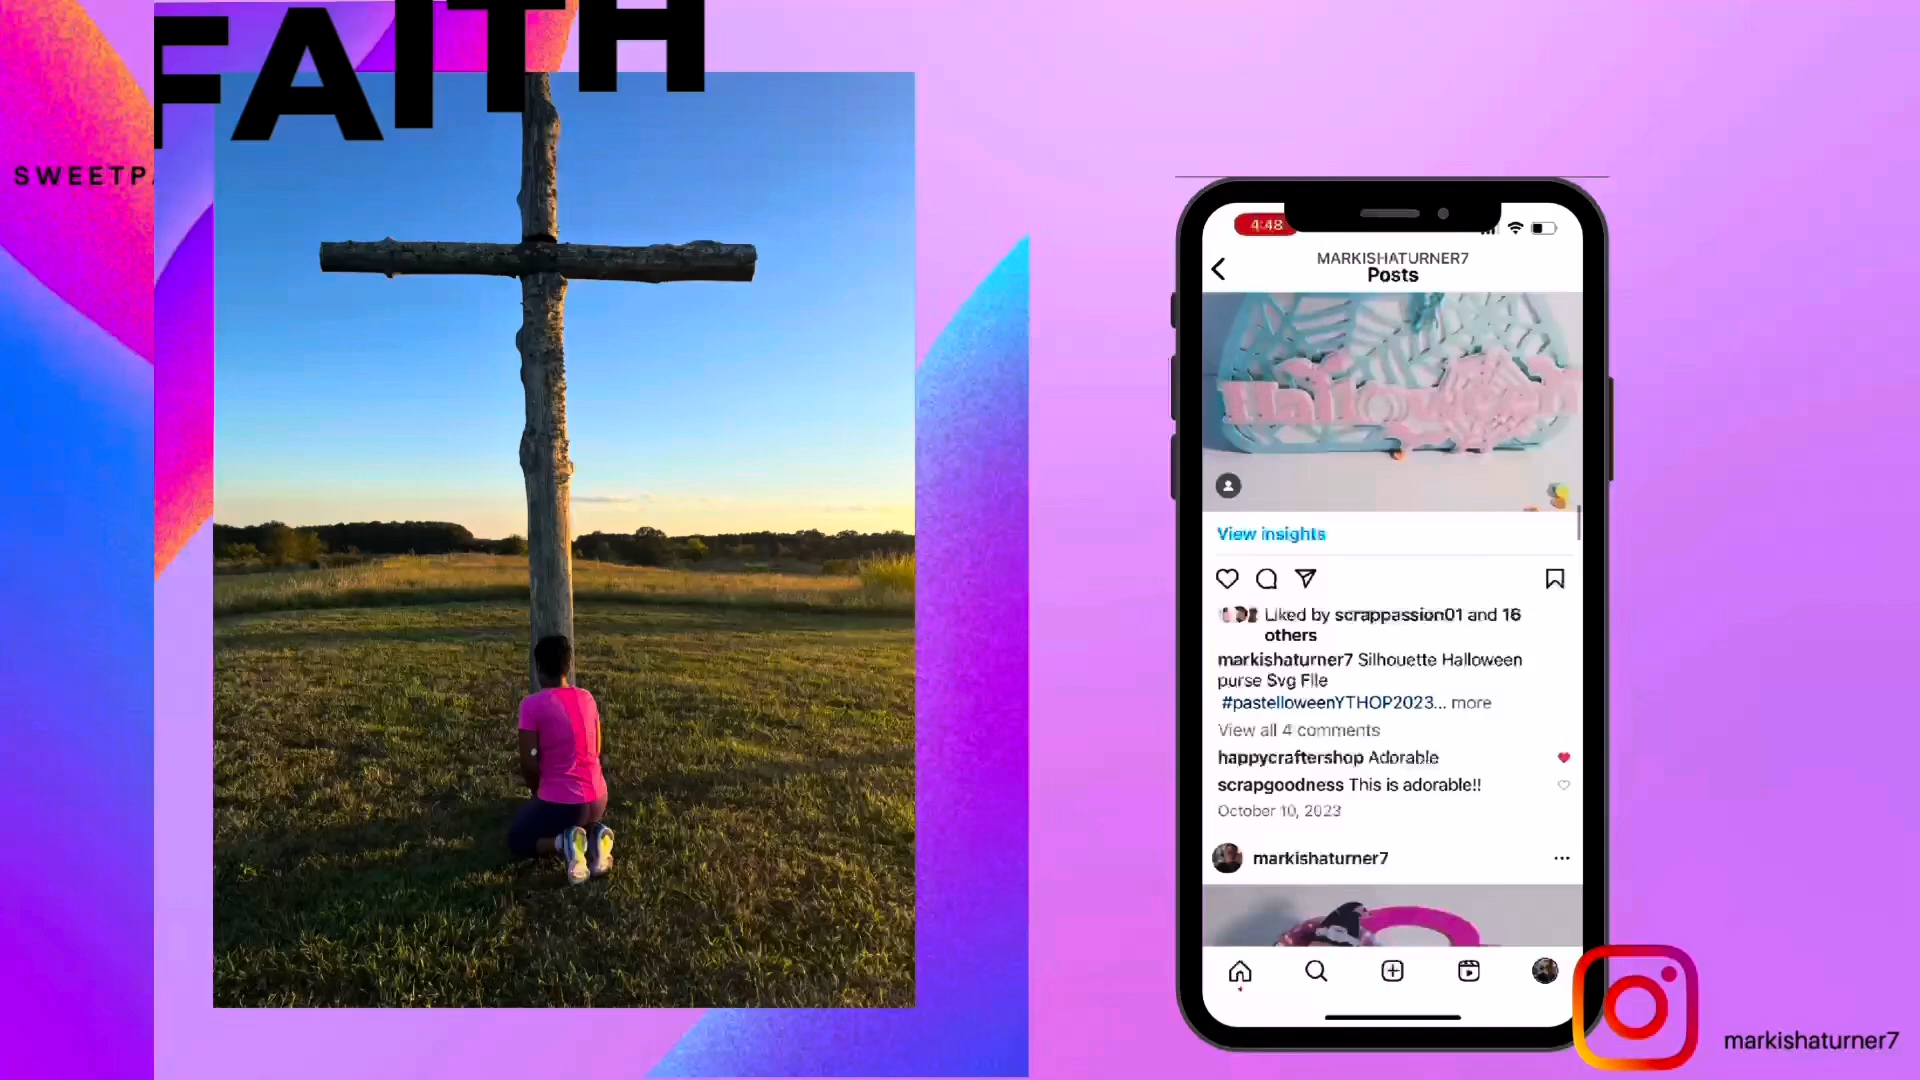 FAITH
SWEETP
4:48
MARKISHATURNER7
Posts
Halloween
View insights
Liked by scrappassion01 and 16
others
markishaturner7 Silhouette Halloween
purse Svg File
#pastelloweenYTHOP2023... more
View all 4 comments
happycraftershop Adorable
scrapgoodness This is adorable!!
October 10, 2023
markishaturner7
markishaturner7